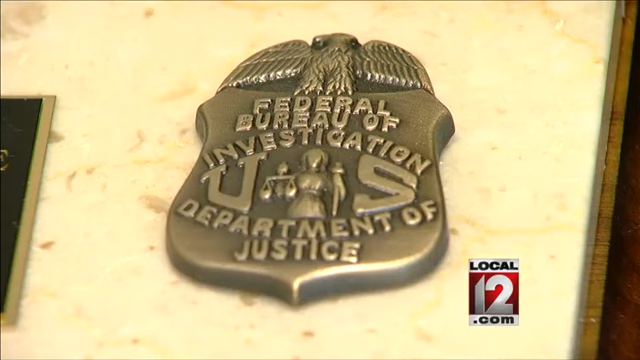 FEDERAL
BUREAU OF
INVESTIGATION
U S
DEPARTMENT OF
JUSTICE
LOCAL
12
.com